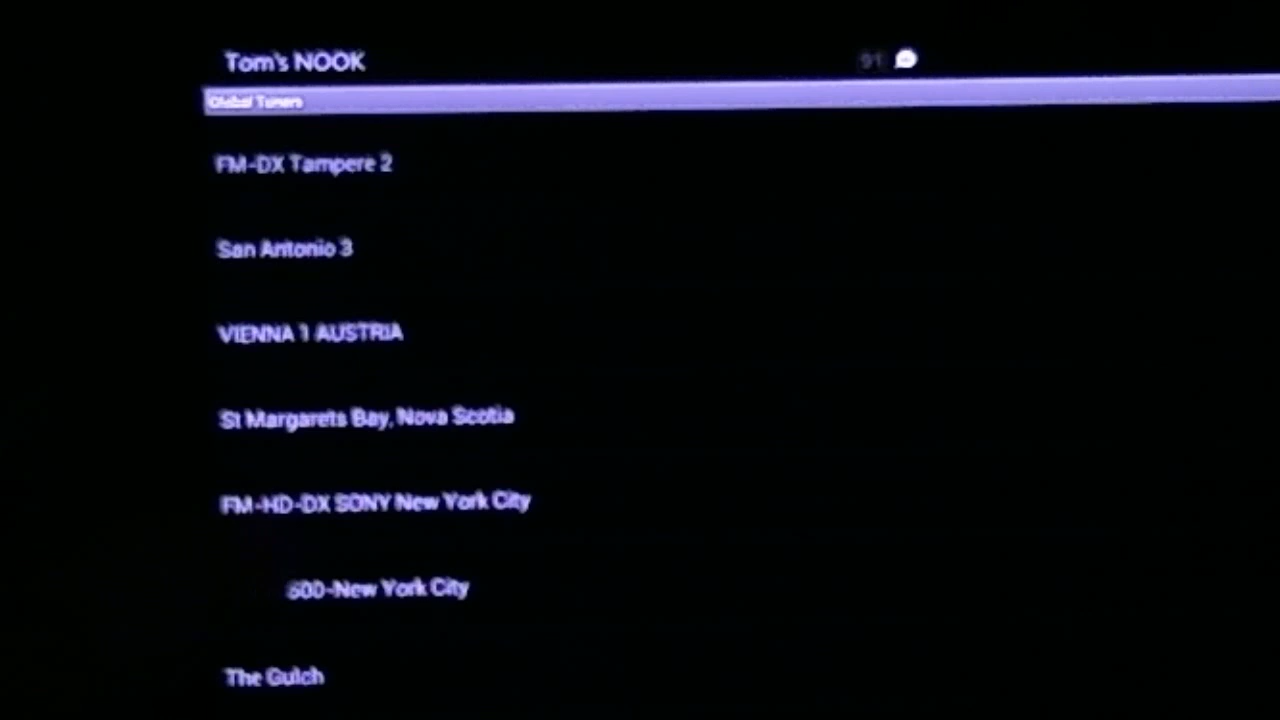 Tom's NOOK
91
Global Tuners
FM-DX Tampere 2
San Antonio 3
VIENNA 1 AUSTRIA
St Margarets Bay, Nova Scotia
FM-HD-DX SONY New York City
500-New York City
The Gulch